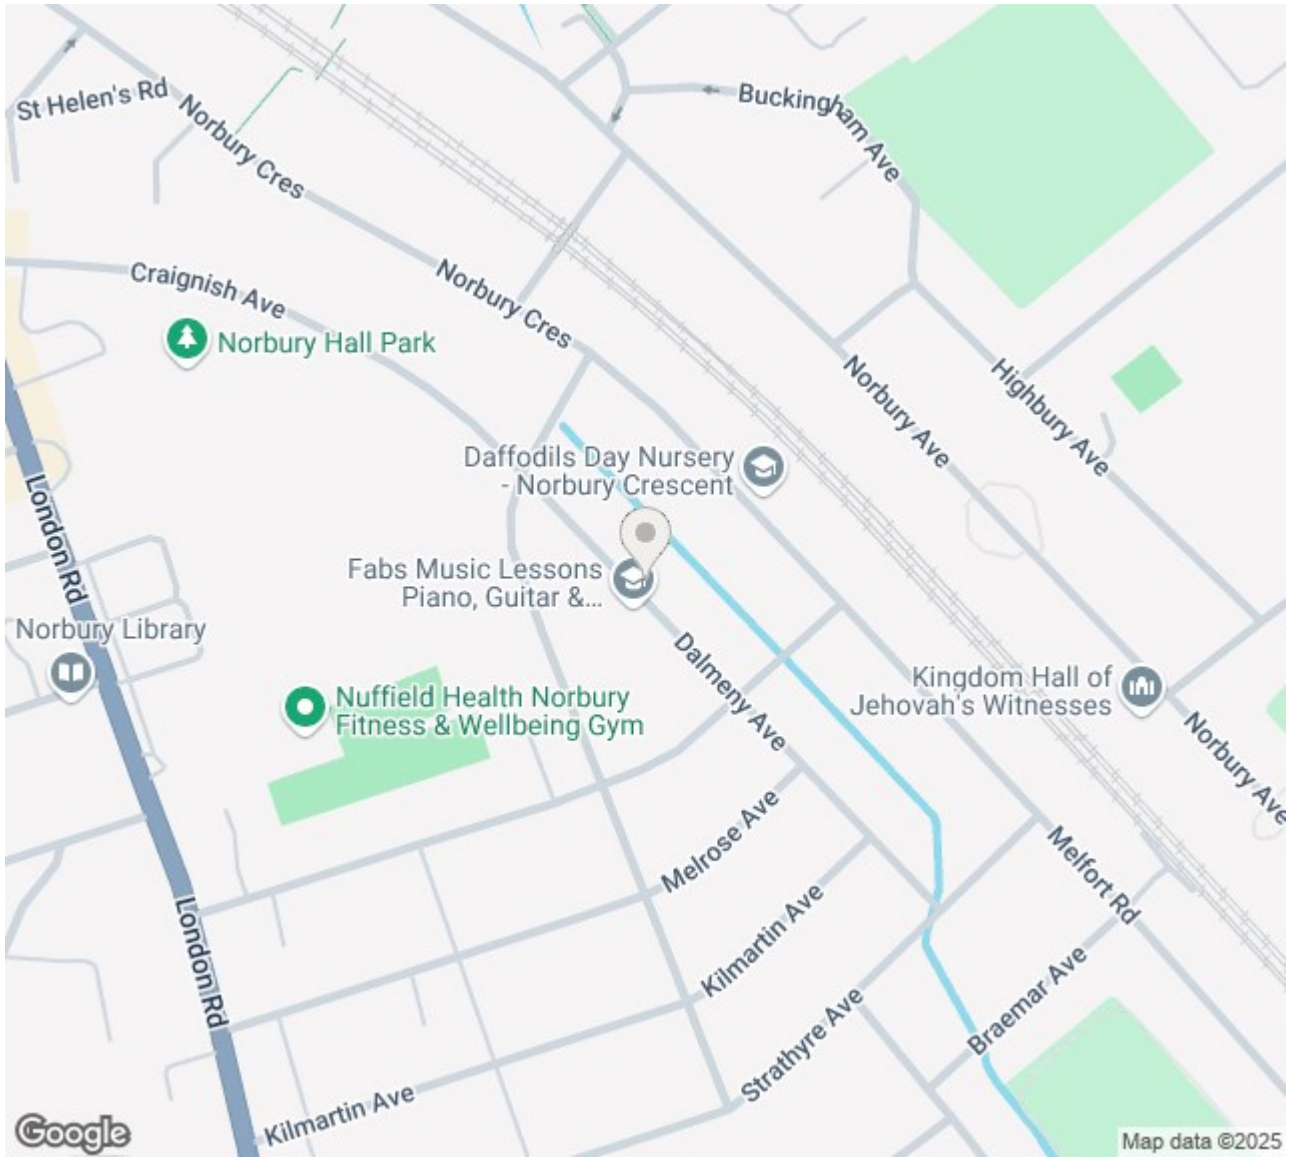 St Helen's Rd
Norbury Cres
Buckingham Ave
Craignish Ave
Norbury Cres
Norbury Hall Park
Norbury Ave
Highbury Ave
Daffodils Day Nursery
- Norbury Crescent
London Rd
Fabs Music Lessons
Piano, Guitar &...
Norbury Library
Dalmeny Ave
Kingdom Hall of
Jehovah's Witnesses
Nuffield Health Norbury
Fitness & Wellbeing Gym
Norbury Ave
Melrose Ave
Melfort Rd
Kilmartin Ave
London Rd
Braemar Ave
Strathyre Ave
Kilmartin Ave
Google
Map data ©2025